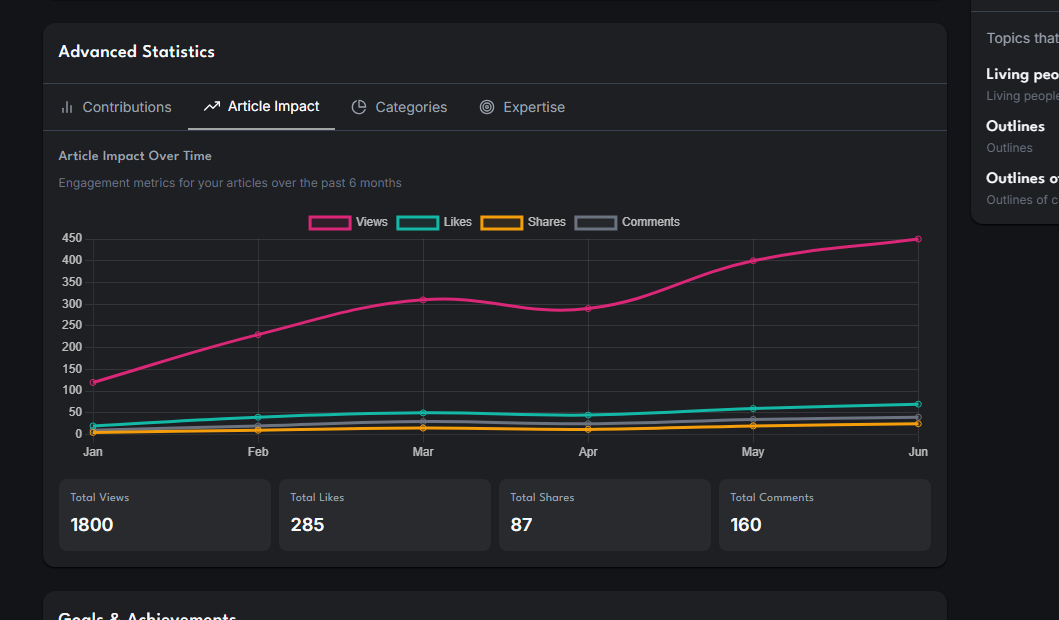 Advanced Statistics
Contributions
Article Impact
Categories
Expertise
Article Impact Over Time
Engagement metrics for your articles over the past 6 months
Views Likes Shares Comments
450
400
350
300
250
200
150
100
50
0
Jan Feb Mar Apr May Jun
Total Views
1800
Total Likes
285
Total Shares
87
Total Comments
160
Goals & Achievements
Topics that
Living peo
Living people
Outlines
Outlines
Outlines o
Outlines of c